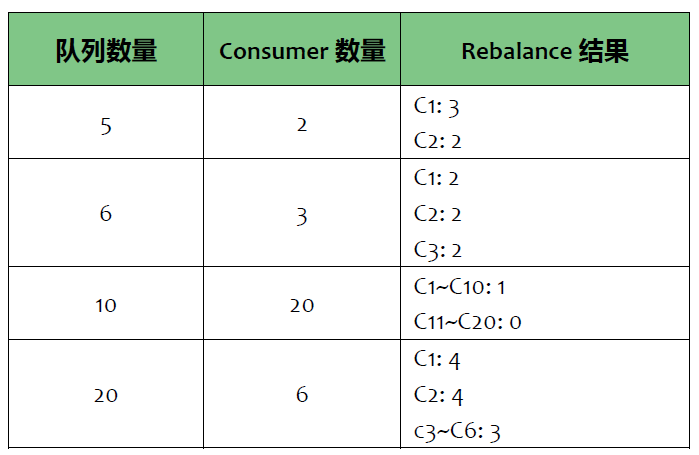 队列数量 Consumer 数量 Rebalance 结果
5 2 C1: 3
C2: 2
6 3 C1: 2
C2: 2
C3: 2
10 20 C1~C10: 1
C11~C20: 0
20 6 C1: 4
C2: 4
c3~C6: 3